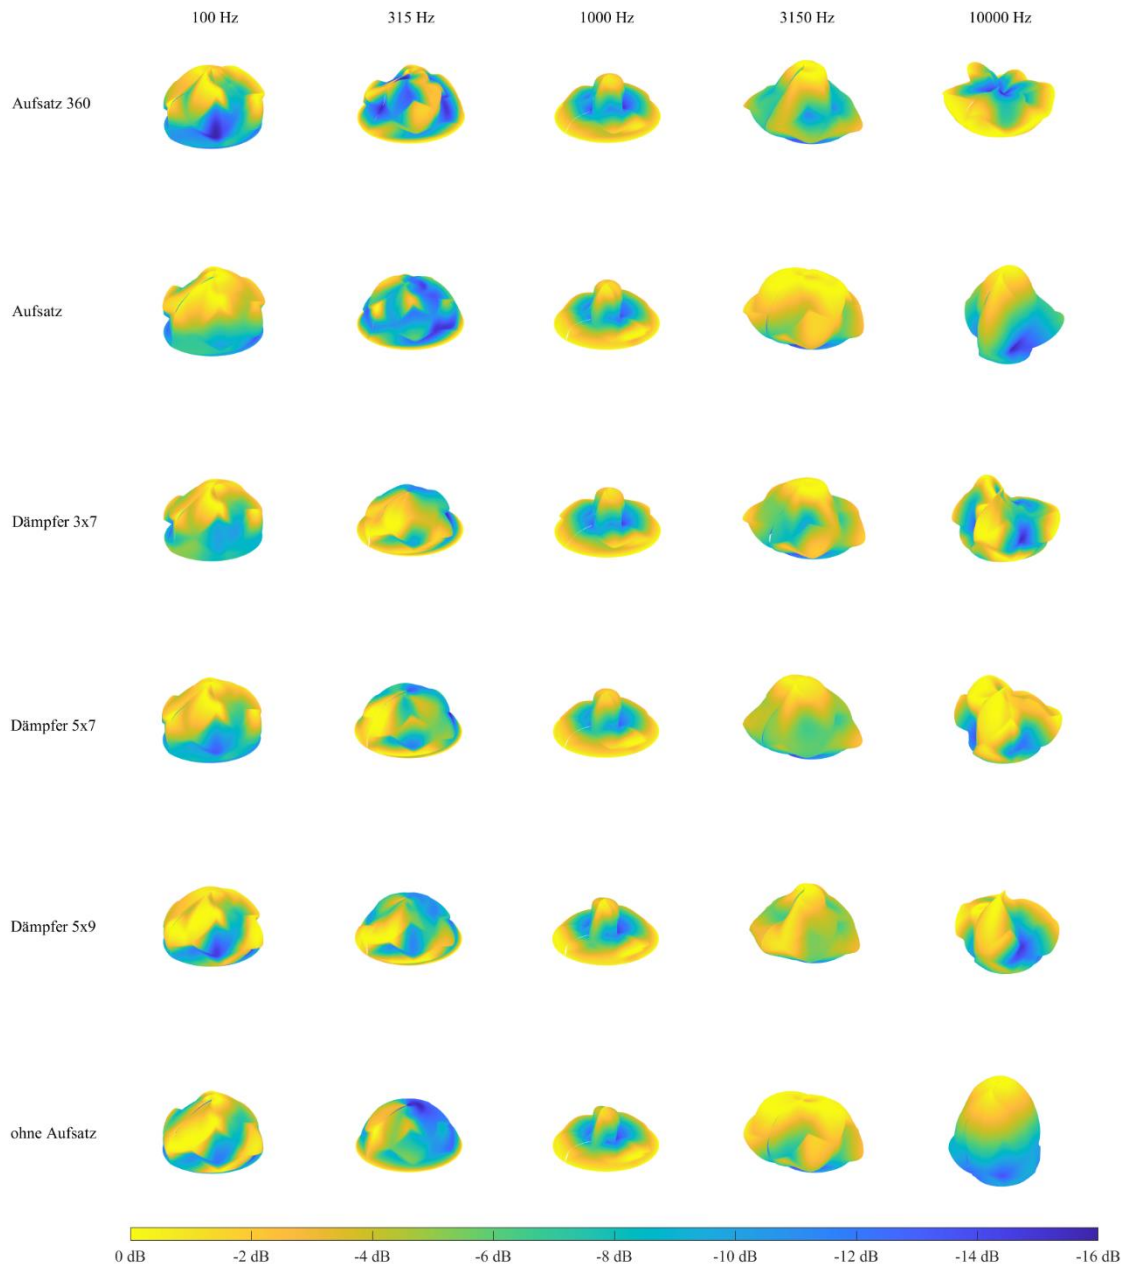 100 Hz 315 Hz 1000 Hz 3150 Hz 10000 Hz
Aufsatz 360
Aufsatz
Dämpfer 3x7
Dämpfer 5x7
Dämpfer 5x9
ohne Aufsatz
0 dB -2 dB -4 dB -6 dB -8 dB -10 dB -12 dB -14 dB -16 dB